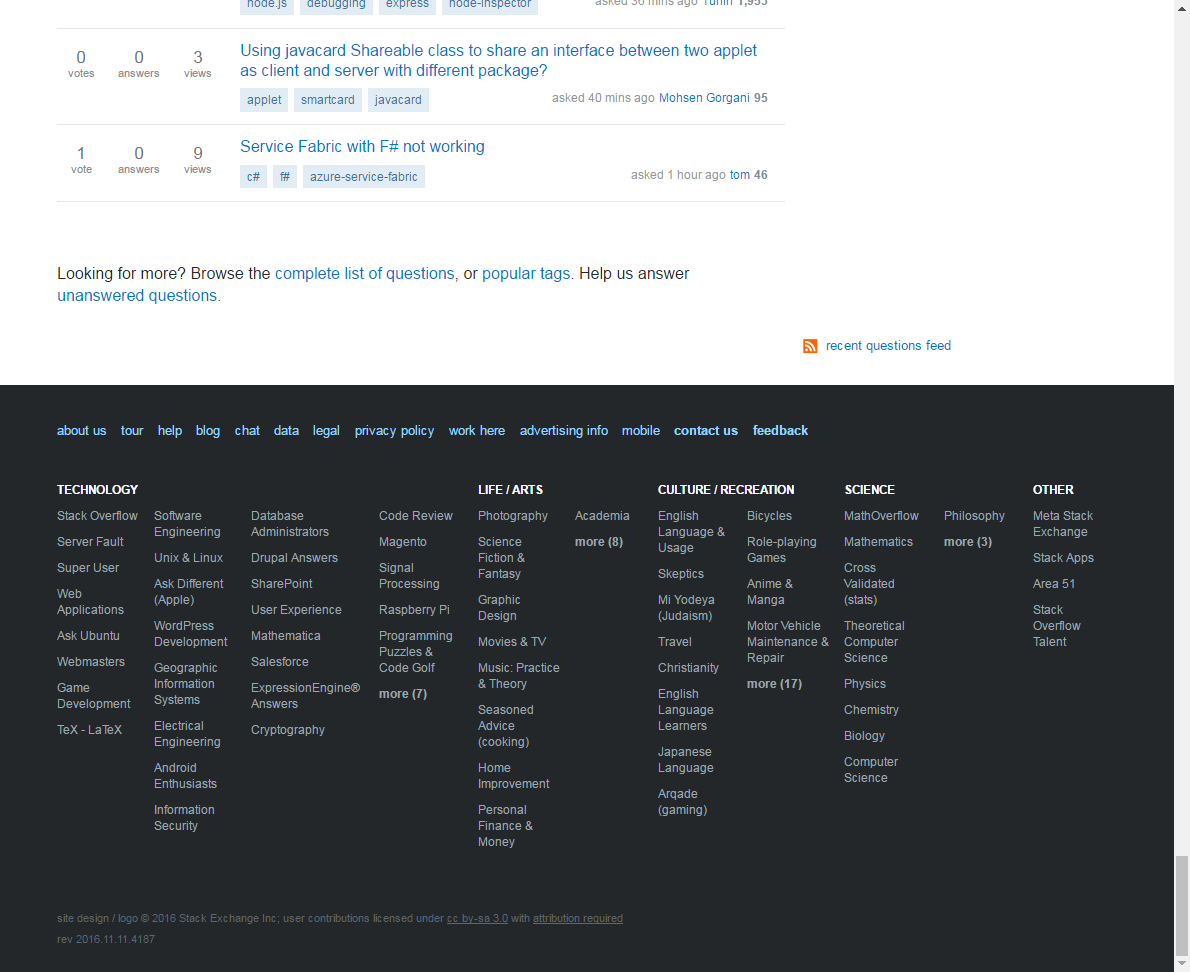 node.js debugging express node-inspector asked 36 mins ago 1,955
0 0 3 Using javacard Shareable class to share an interface between two applet
votes answers views as client and server with different package?
applet smartcard javacard asked 40 mins ago Mohsen Gorgani 95
1 0 9 Service Fabric with F# not working
vote answers views
c# f# azure-service-fabric asked 1 hour ago tom 46
Looking for more? Browse the complete list of questions, or popular tags. Help us answer
unanswered questions.
recent questions feed
about us tour help blog chat data legal privacy policy work here advertising info mobile contact us feedback
TECHNOLOGY
Stack Overflow
Server Fault
Super User
Web
Applications
Ask Ubuntu
Webmasters
Game
Development
TeX - LaTeX
Software
Engineering
Unix & Linux
Ask Different
(Apple)
WordPress
Development
Geographic
Information
Systems
Electrical
Engineering
Android
Enthusiasts
Information
Security
Database
Administrators
Drupal Answers
SharePoint
User Experience
Mathematica
Salesforce
ExpressionEngine®
Answers
Cryptography
Code Review
Magento
Signal
Processing
Raspberry Pi
Programming
Puzzles &
Code Golf
more (7)
LIFE / ARTS
Photography
Science
Fiction &
Fantasy
Graphic
Design
Movies & TV
Music: Practice
& Theory
Seasoned
Advice
(cooking)
Home
Improvement
Personal
Finance &
Money
Academia
more (8)
CULTURE / RECREATION
English
Language &
Usage
Skeptics
Mi Yodeya
(Judaism)
Travel
Christianity
English
Language
Learners
Japanese
Language
Arqade
(gaming)
Bicycles
Role-playing
Games
Anime &
Manga
Motor Vehicle
Maintenance &
Repair
more (17)
SCIENCE
MathOverflow
Mathematics
Cross
Validated
(stats)
Theoretical
Computer
Science
Physics
Chemistry
Biology
Computer
Science
Philosophy
more (3)
OTHER
Meta Stack
Exchange
Stack Apps
Area 51
Stack
Overflow
Talent
site design / logo © 2016 Stack Exchange Inc; user contributions licensed under cc by-sa 3.0 with attribution required
rev 2016.11.11.4187